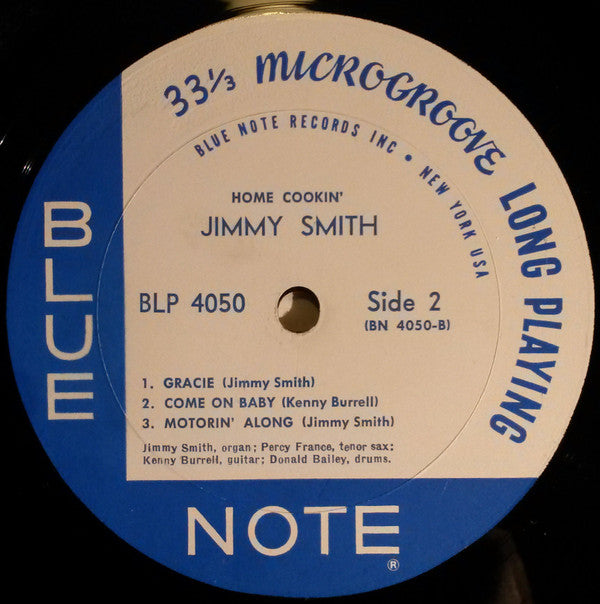 33⅓ MICROGROOVE LONG PLAYING
BLUE NOTE RECORDS INC • NEW YORK USA
HOME COOKIN'
JIMMY SMITH
BLP 4050
Side 2
(BN 4050-B)
1. GRACIE (Jimmy Smith)
2. COME ON BABY (Kenny Burrell)
3. MOTORIN' ALONG (Jimmy Smith)
Jimmy Smith, organ; Percy France, tenor sax;
Kenny Burrell, guitar; Donald Bailey, drums.
BLUE
NOTE
®